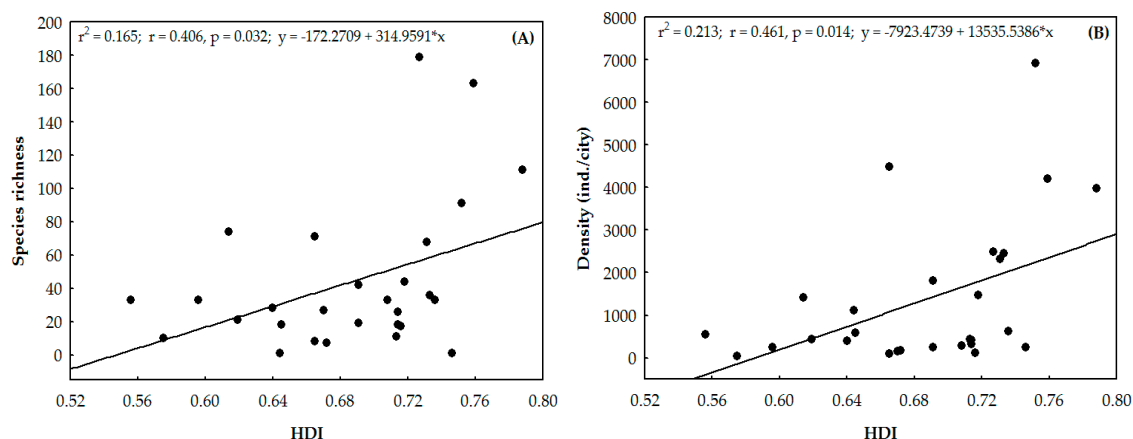 r² = 0.165; r = 0.406, p = 0.032; y = -172.2709 + 314.9591*x
(A)
Species richness
200
180
160
140
120
100
80
60
40
20
0
0.52 0.56 0.60 0.64 0.68 0.72 0.76 0.80
HDI
r² = 0.213; r = 0.461, p = 0.014; y = -7923.4739 + 13535.5386*x
(B)
Density (ind./city)
8000
7000
6000
5000
4000
3000
2000
1000
0
0.52 0.56 0.60 0.64 0.68 0.72 0.76 0.80
HDI